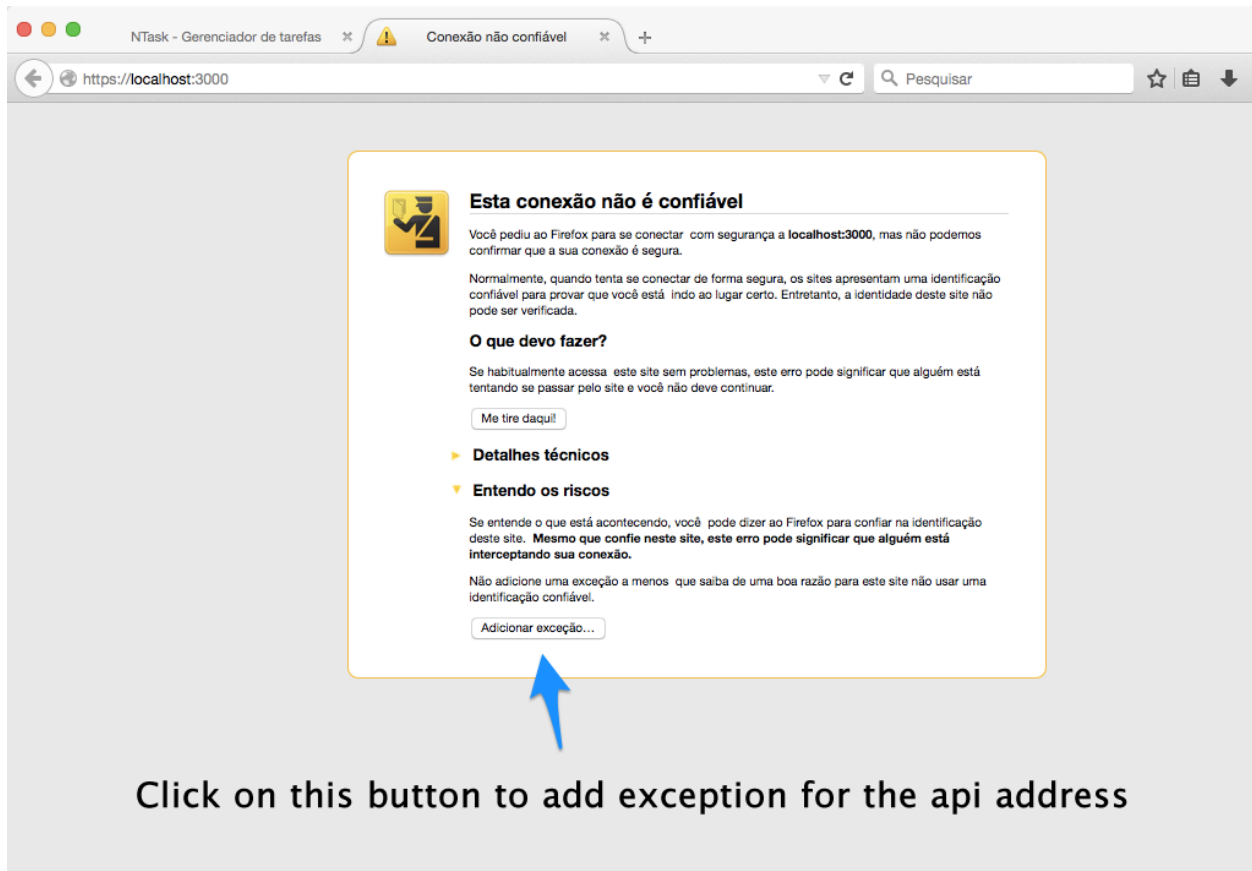 NTask - Gerenciador de tarefas
Conexão não confiável
https://localhost:3000
Pesquisar
Esta conexão não é confiável
Você pediu ao Firefox para se conectar com segurança a localhost:3000, mas não podemos
confirmar que a sua conexão é segura.
Normalmente, quando tenta se conectar de forma segura, os sites apresentam uma identificação
confiável para provar que você está indo ao lugar certo. Entretanto, a identidade deste site não
pode ser verificada.
O que devo fazer?
Se habitualmente acessa este site sem problemas, este erro pode significar que alguém está
tentando se passar pelo site e você não deve continuar.
Me tire daqui!
Detalhes técnicos
Entendo os riscos
Se entende o que está acontecendo, você pode dizer ao Firefox para confiar na identificação
deste site. Mesmo que confie neste site, este erro pode significar que alguém está
interceptando sua conexão.
Não adicione uma exceção a menos que saiba de uma boa razão para este site não usar uma
identificação confiável.
Adicionar exceção...
Click on this button to add exception for the api address